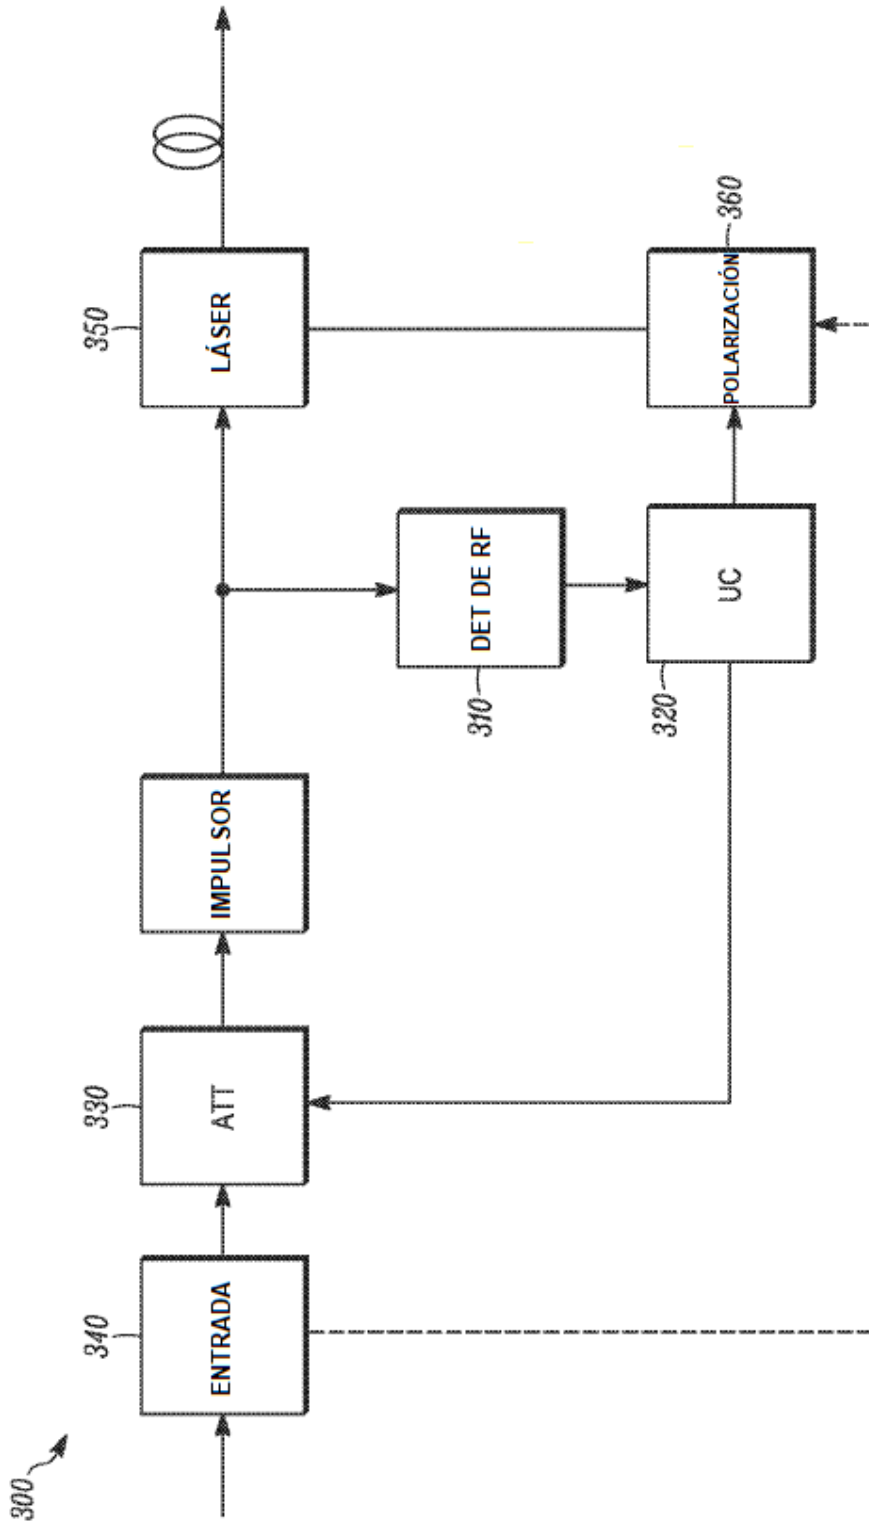 300
340
ENTRADA
330
ATT
IMPULSOR
350
LÁSER
310
DET DE RF
320
UC
360
POLARIZACIÓN